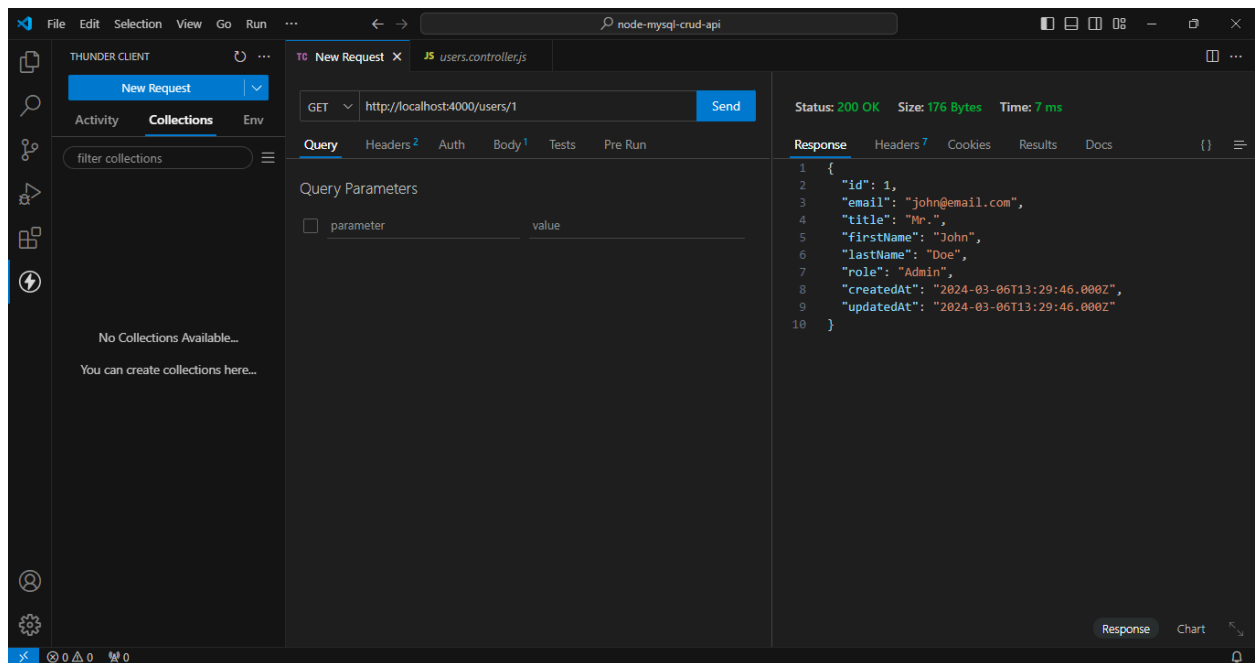 File Edit Selection View Go Run ··· node-mysql-crud-api
THUNDER CLIENT
New Request
Activity Collections Env
filter collections
No Collections Available...
You can create collections here...
TC New Request JS users.controller.js
GET http://localhost:4000/users/1 Send
Query Headers 2 Auth Body 1 Tests Pre Run
Query Parameters
parameter value
Status: 200 OK Size: 176 Bytes Time: 7 ms
Response Headers 7 Cookies Results Docs {}
1 {
2 "id": 1,
3 "email": "john@email.com",
4 "title": "Mr.",
5 "firstName": "John",
6 "lastName": "Doe",
7 "role": "Admin",
8 "createdAt": "2024-03-06T13:29:46.000Z",
9 "updatedAt": "2024-03-06T13:29:46.000Z"
10 }
Response Chart
0 0 0